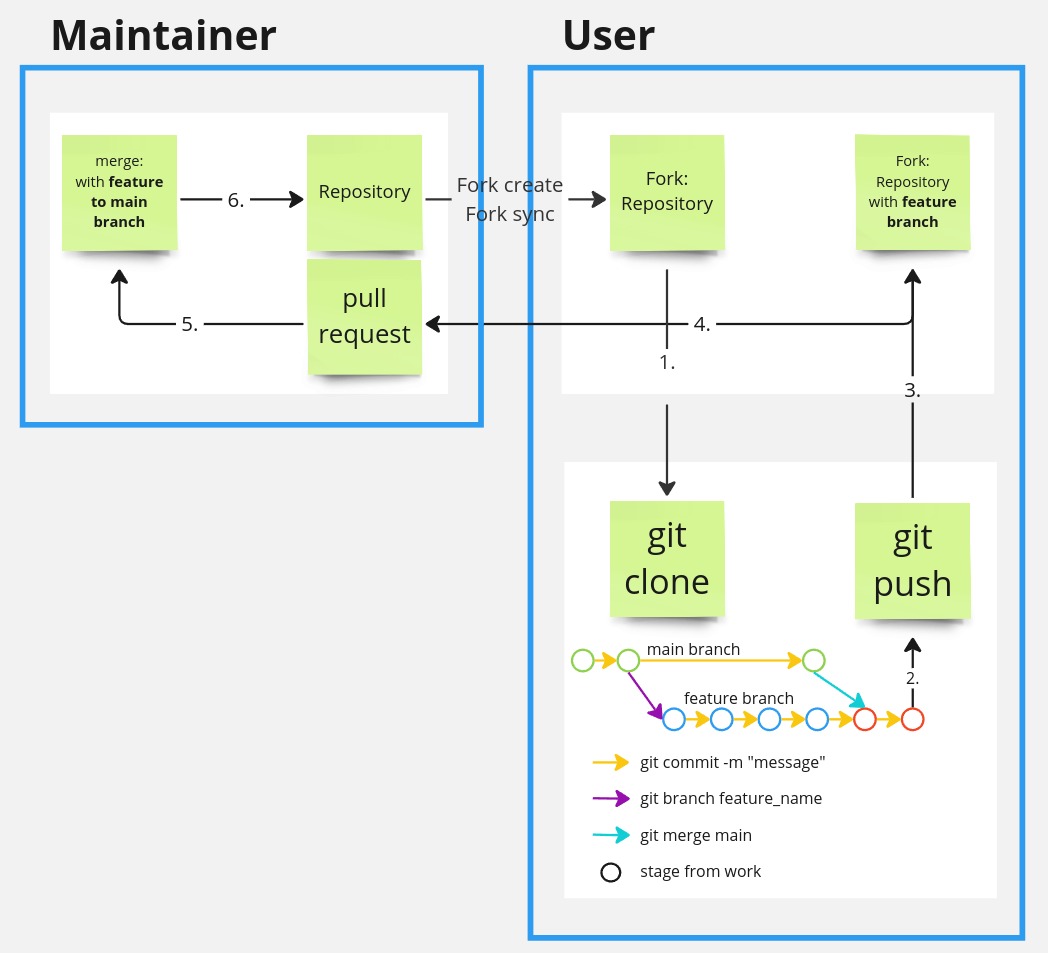 Maintainer
User
merge:
with feature
to main
branch
6.
Repository
Fork create
Fork sync
Fork:
Repository
Fork:
Repository
with feature
branch
pull
request
5.
4.
1.
3.
git
clone
git
push
main branch
2.
feature branch
git commit -m "message"
git branch feature_name
git merge main
stage from work